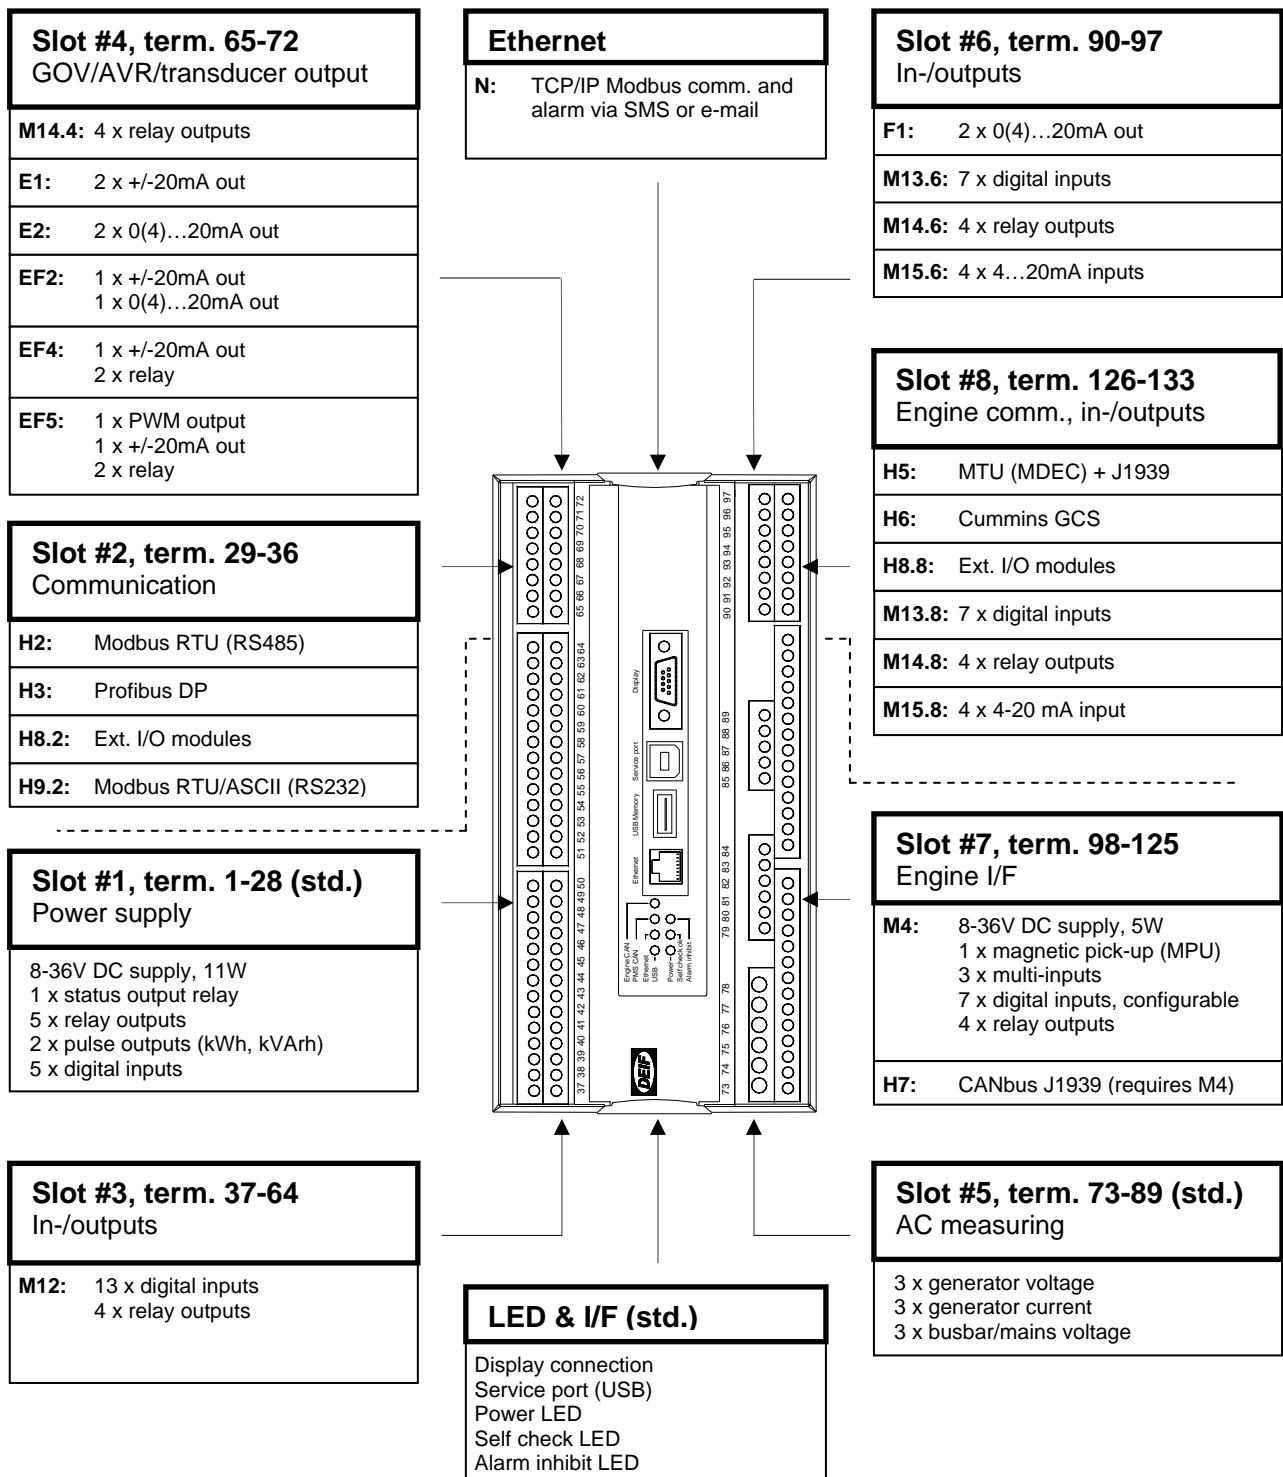 Slot #4, term. 65-72
GOV/AVR/transducer output
M14.4: 4 x relay outputs
E1: 2 x +/-20mA out
E2: 2 x 0(4)…20mA out
EF2: 1 x +/-20mA out
1 x 0(4)…20mA out
EF4: 1 x +/-20mA out
2 x relay
EF5: 1 x PWM output
1 x +/-20mA out
2 x relay
Ethernet
N: TCP/IP Modbus comm. and
alarm via SMS or e-mail
Slot #6, term. 90-97
In-/outputs
F1: 2 x 0(4)…20mA out
M13.6: 7 x digital inputs
M14.6: 4 x relay outputs
M15.6: 4 x 4…20mA inputs
Slot #2, term. 29-36
Communication
H2: Modbus RTU (RS485)
H3: Profibus DP
H8.2: Ext. I/O modules
H9.2: Modbus RTU/ASCII (RS232)
Slot #8, term. 126-133
Engine comm., in-/outputs
H5: MTU (MDEC) + J1939
H6: Cummins GCS
H8.8: Ext. I/O modules
M13.8: 7 x digital inputs
M14.8: 4 x relay outputs
M15.8: 4 x 4-20 mA input
Slot #1, term. 1-28 (std.)
Power supply
8-36V DC supply, 11W
1 x status output relay
5 x relay outputs
2 x pulse outputs (kWh, kVArh)
5 x digital inputs
65 66 67 68 69 70 71 72
51 52 53 54 55 56 57 58 59 60 61 62 63 64
37 38 39 40 41 42 43 44 45 46 47 48 49 50
Display
Service port
USB Memory
Ethernet
Engine CAN
PMS CAN
Ethernet
USB
Power
Self check ok
Alarm inhibit
DEIF
90 91 92 93 94 95 96 97
85 86 87 88 89
79 80 81 82 83 84
73 74 75 76 77 78
Slot #7, term. 98-125
Engine I/F
M4: 8-36V DC supply, 5W
1 x magnetic pick-up (MPU)
3 x multi-inputs
7 x digital inputs, configurable
4 x relay outputs
H7: CANbus J1939 (requires M4)
Slot #3, term. 37-64
In-/outputs
M12: 13 x digital inputs
4 x relay outputs
LED & I/F (std.)
Display connection
Service port (USB)
Power LED
Self check LED
Alarm inhibit LED
Slot #5, term. 73-89 (std.)
AC measuring
3 x generator voltage
3 x generator current
3 x busbar/mains voltage